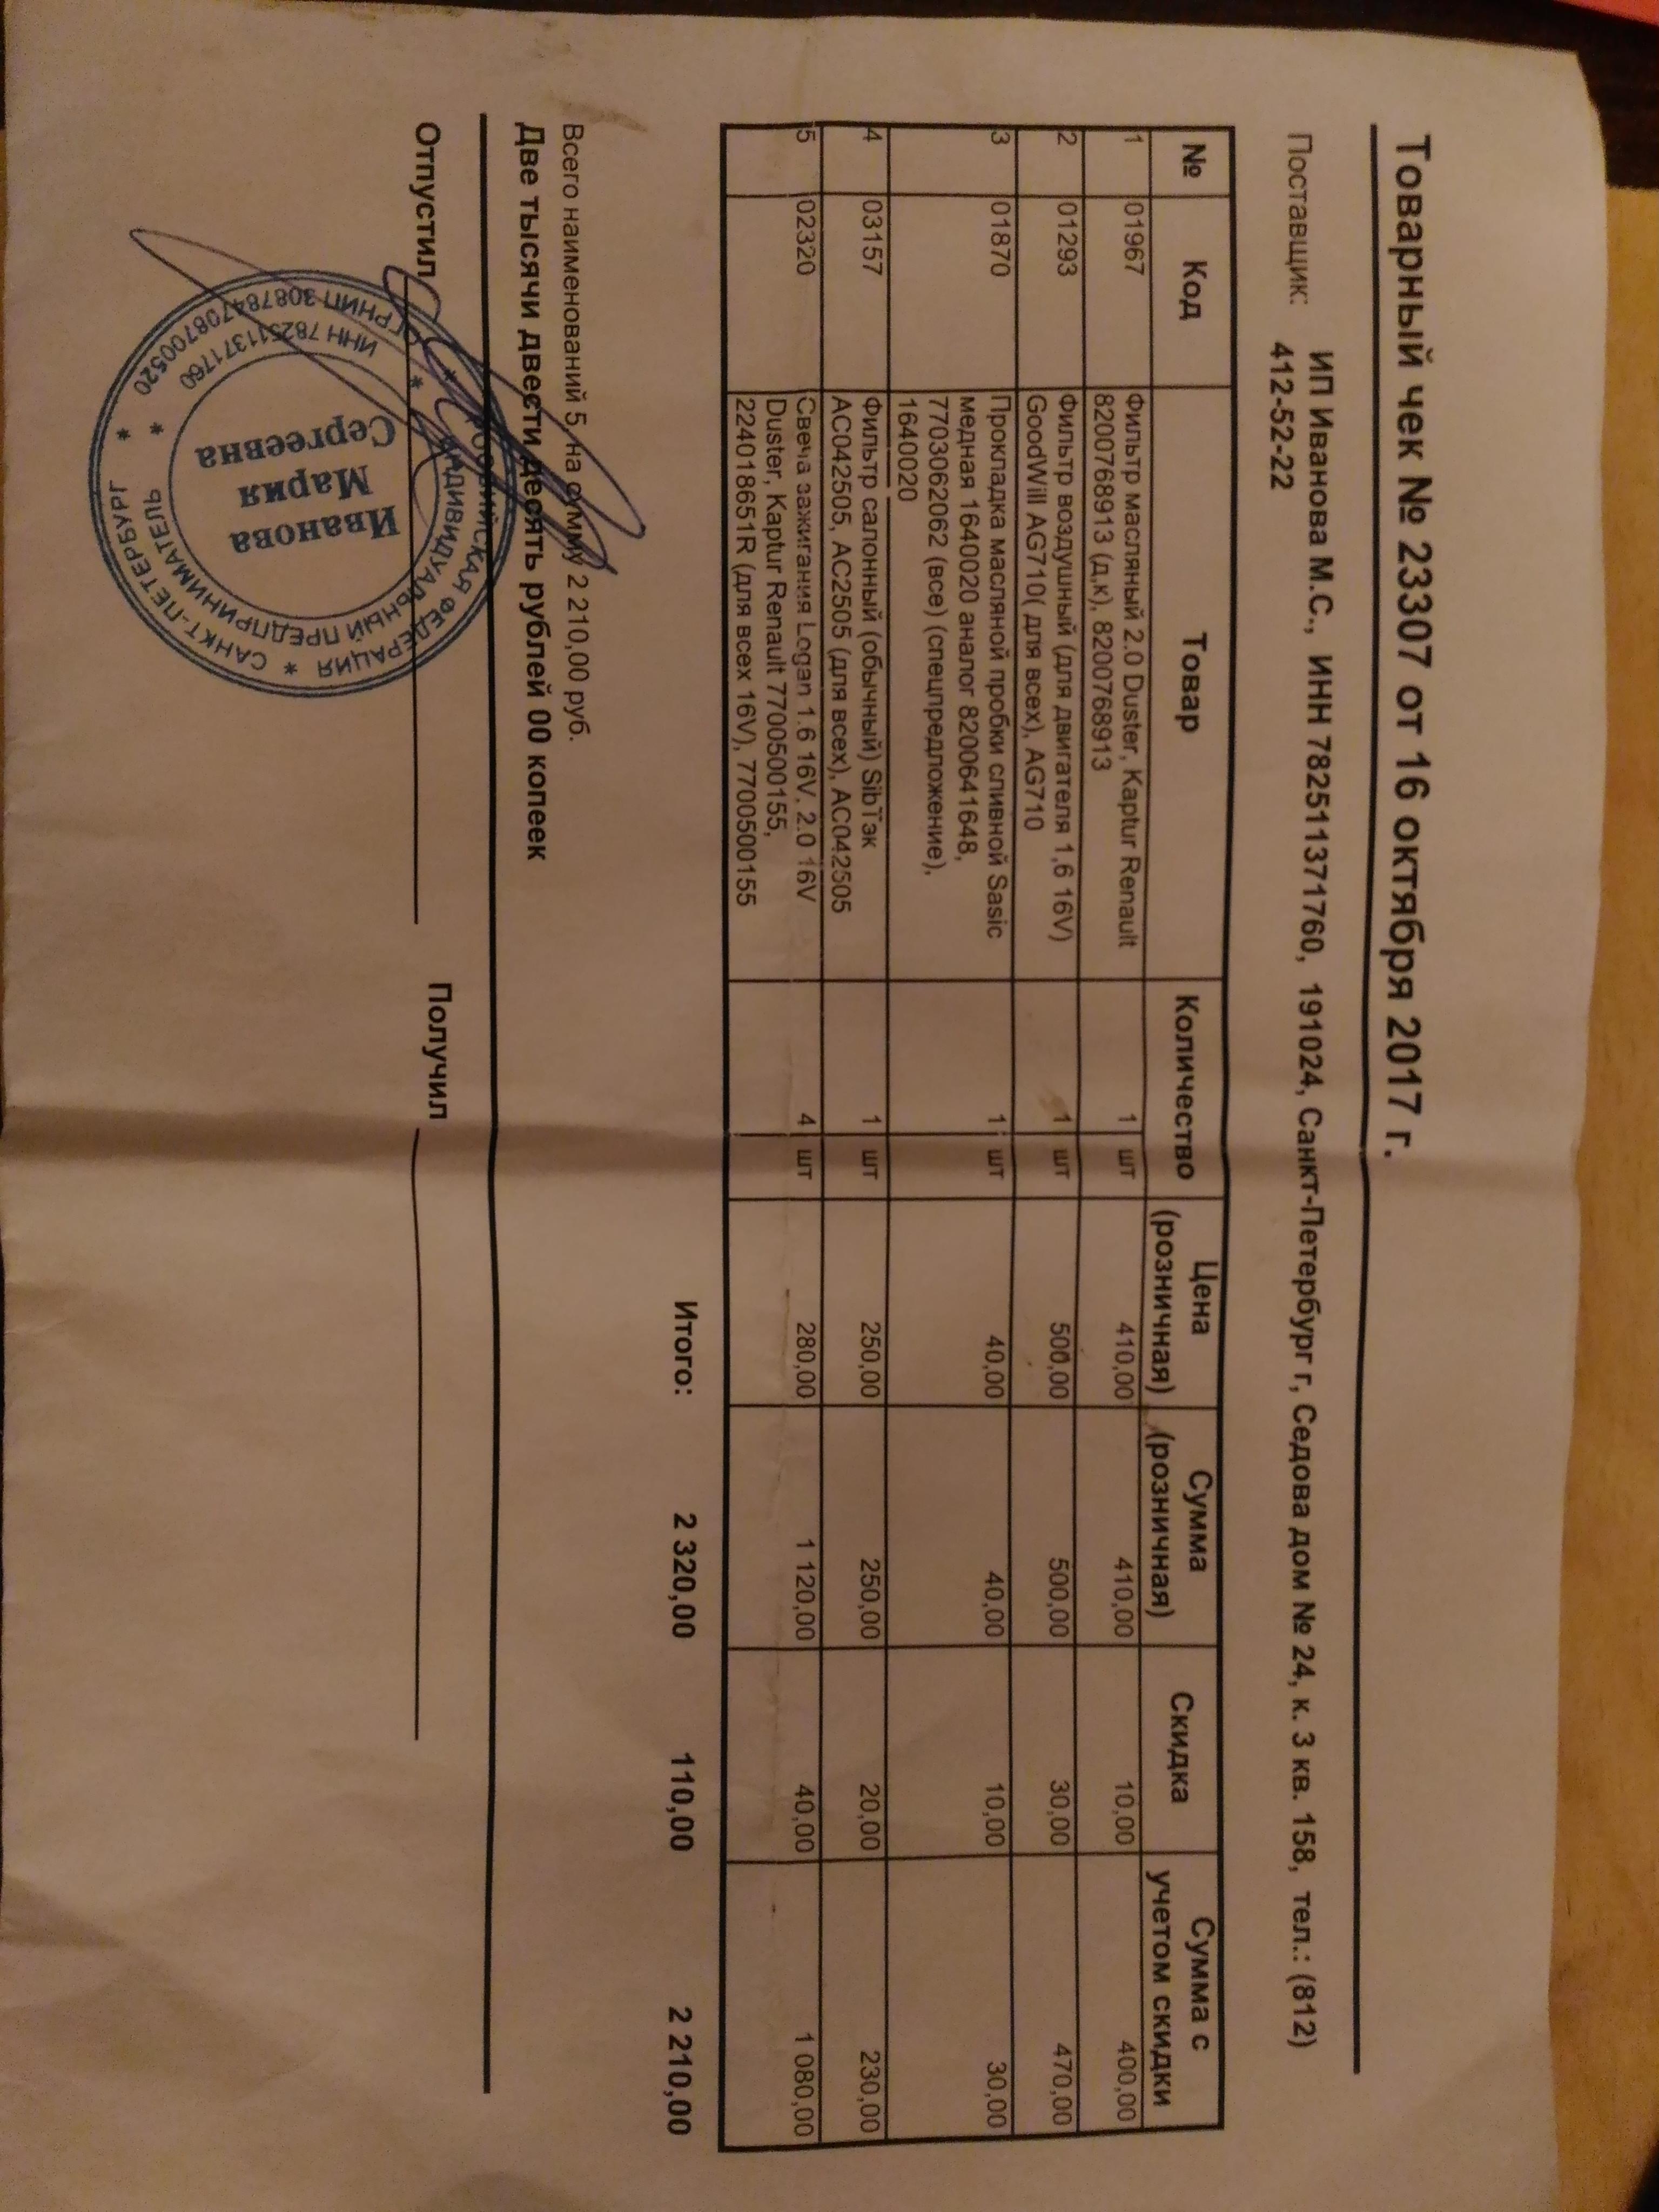 Товарный чек № 23307 от 16 октября 2017 г.
Поставщик: ИП Иванова М.С., ИНН 782511371760, 191024, Санкт-Петербург г, Седова дом № 24, к. 3 кв. 158, тел.: (812)
412-52-22
№ Код Товар Количество Цена (розничная) Сумма (розничная) Скидка Сумма с учетом скидки
1 01967 Фильтр масляный 2.0 Duster, Kaptur Renault 1 шт 410,00 410,00 10,00 400,00
8200768913 (д,к), 8200768913
2 01293 Фильтр воздушный (для двигателя 1,6 16V) 1 шт 500,00 500,00 30,00 470,00
GoodWill AG710( для всех), AG710
3 01870 Прокладка масляной пробки сливной Sasic 1 шт 40,00 40,00 10,00 30,00
медная 1640020 аналог 8200641648,
7703062062 (все) (спецпредложение),
1640020
4 03157 Фильтр салонный (обычный) SibТэк 1 шт 250,00 250,00 20,00 230,00
AC042505, AC2505 (для всех), AC042505
5 02320 Свеча зажигания Logan 1.6 16V, 2.0 16V 4 шт 280,00 1 120,00 40,00 1 080,00
Duster, Kaptur Renault 7700500155,
224018651R (для всех 16V), 7700500155
Итого: 2 320,00 110,00 2 210,00
Всего наименований 5, на сумму 2 210,00 руб.
Две тысячи двести десять рублей 00 копеек
Отпустил Получил
РОССИЙСКАЯ ФЕДЕРАЦИЯ * САНКТ-ПЕТЕРБУРГ *
ОГРНИП 308784708700520
ИНДИВИДУАЛЬНЫЙ ПРЕДПРИНИМАТЕЛЬ *
ИНН 782511371760 *
Иванова
Мария
Сергеевна